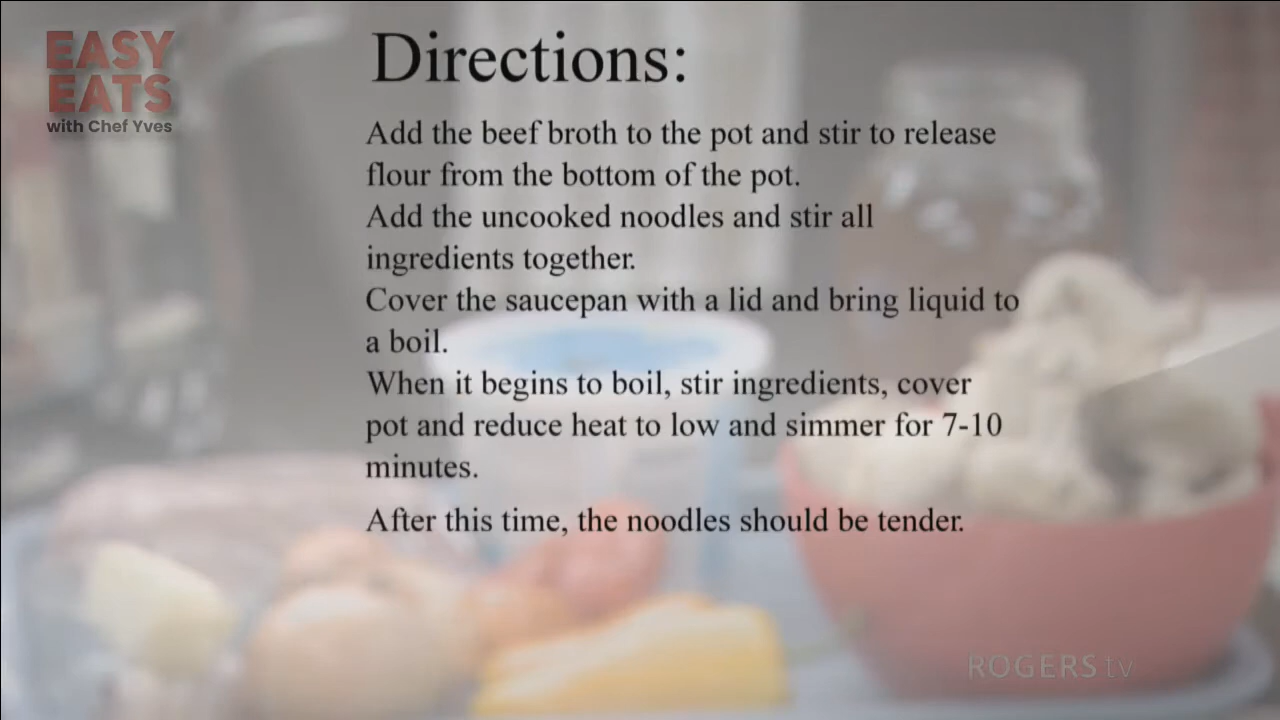 EASY
EATS
with Chef Yves
Directions:
Add the beef broth to the pot and stir to release
flour from the bottom of the pot.
Add the uncooked noodles and stir all
ingredients together.
Cover the saucepan with a lid and bring liquid to
a boil.
When it begins to boil, stir ingredients, cover
pot and reduce heat to low and simmer for 7-10
minutes.
After this time, the noodles should be tender.
ROGERS tv